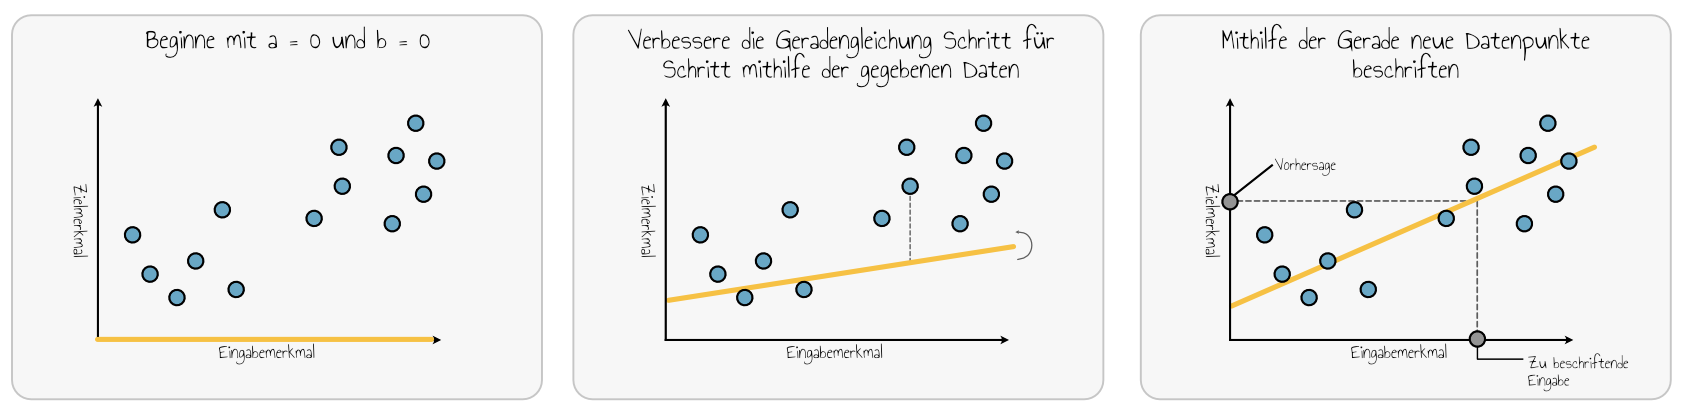 Beginne mit a = 0 und b = 0
Zielmerkmal
Eingabemerkmal
Verbessere die Geradengleichung Schritt für
Schritt mithilfe der gegebenen Daten
Zielmerkmal
Eingabemerkmal
Mithilfe der Gerade neue Datenpunkte
beschriften
Vorhersage
Zielmerkmal
Eingabemerkmal
Zu beschriftende
Eingabe